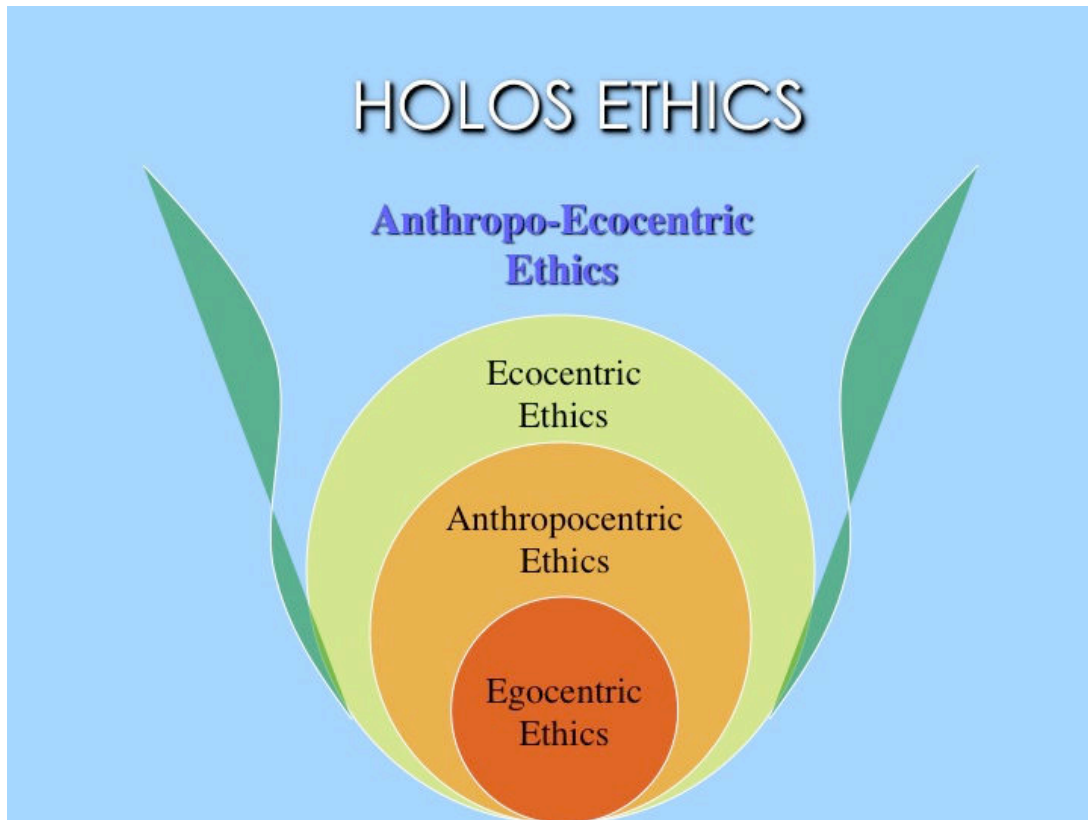 HOLOS ETHICS
Anthropo-Ecocentric
Ethics
Ecocentric
Ethics
Anthropocentric
Ethics
Egocentric
Ethics